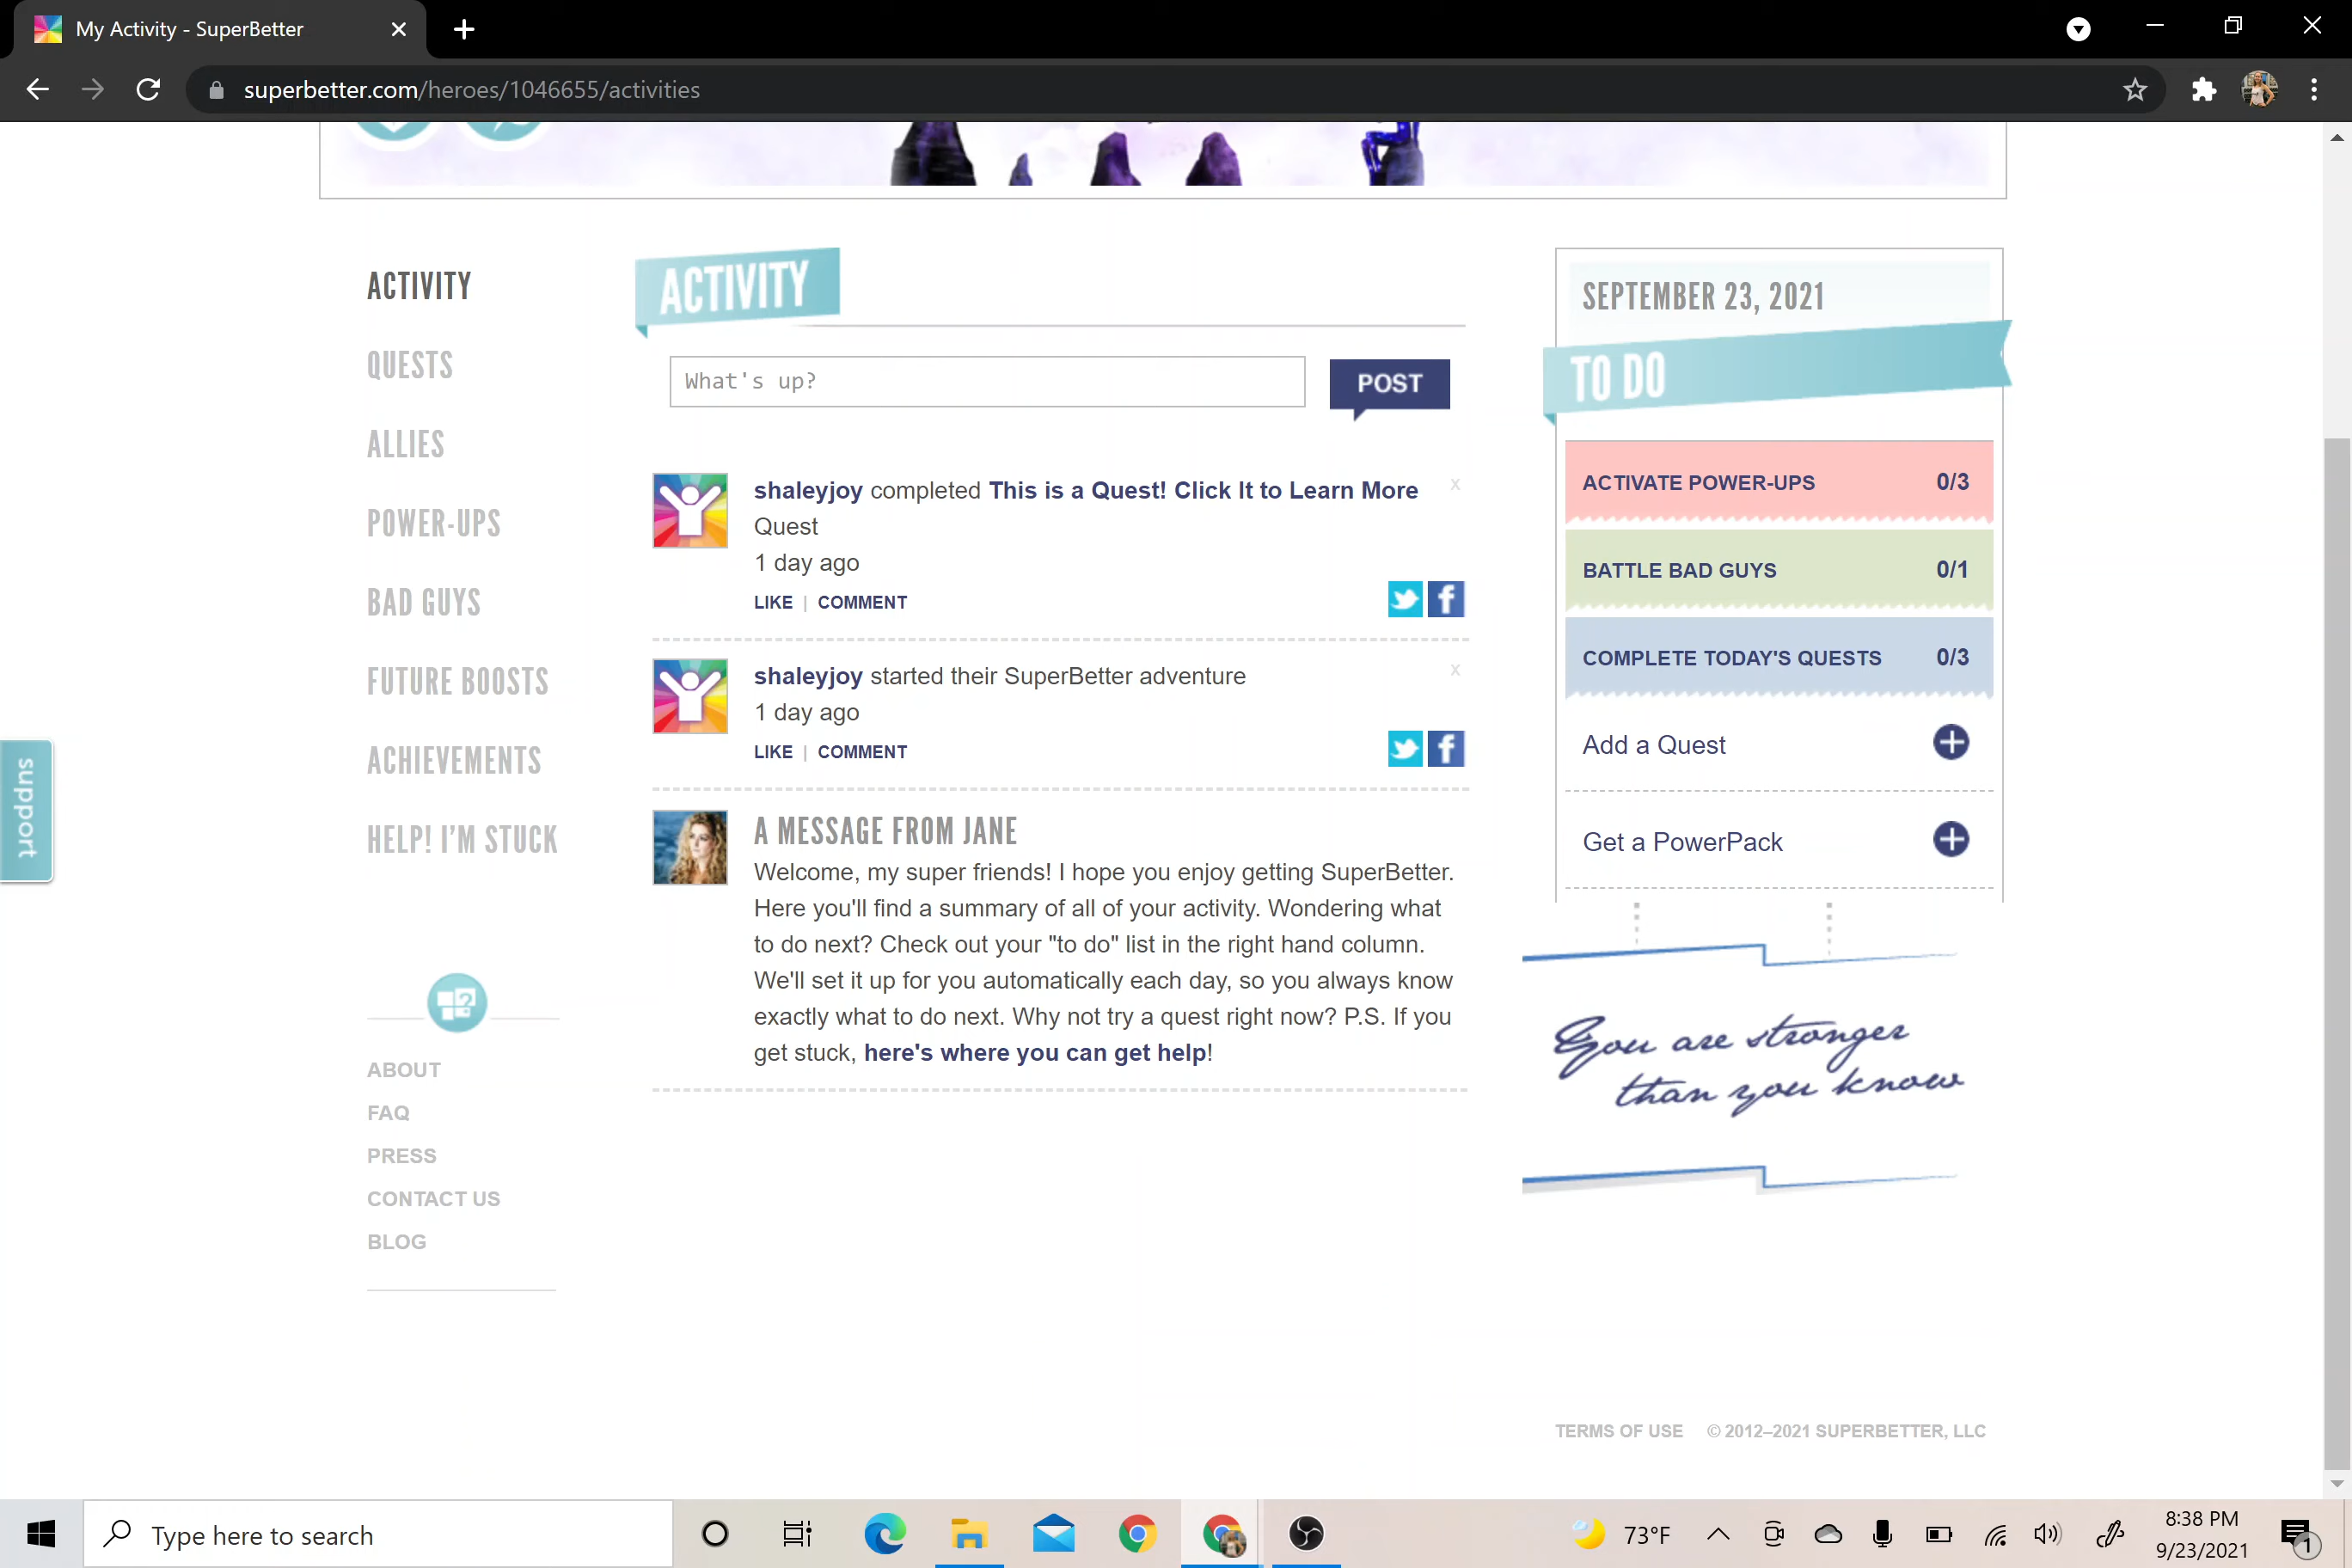 My Activity - SuperBetter
superbetter.com/heroes/1046655/activities
ACTIVITY
QUESTS
ALLIES
POWER-UPS
BAD GUYS
FUTURE BOOSTS
ACHIEVEMENTS
HELP! I'M STUCK
support
ABOUT
FAQ
PRESS
CONTACT US
BLOG
ACTIVITY
What's up?
POST
shaleyjoy completed This is a Quest! Click It to Learn More
Quest
1 day ago
LIKE | COMMENT
shaleyjoy started their SuperBetter adventure
1 day ago
LIKE | COMMENT
A MESSAGE FROM JANE
Welcome, my super friends! I hope you enjoy getting SuperBetter.
Here you'll find a summary of all of your activity. Wondering what
to do next? Check out your "to do" list in the right hand column.
We'll set it up for you automatically each day, so you always know
exactly what to do next. Why not try a quest right now? P.S. If you
get stuck, here's where you can get help!
SEPTEMBER 23, 2021
TO DO
ACTIVATE POWER-UPS 0/3
BATTLE BAD GUYS 0/1
COMPLETE TODAY'S QUESTS 0/3
Add a Quest
Get a PowerPack
You are stronger
than you know
TERMS OF USE © 2012–2021 SUPERBETTER, LLC
Type here to search
73°F
8:38 PM
9/23/2021
1